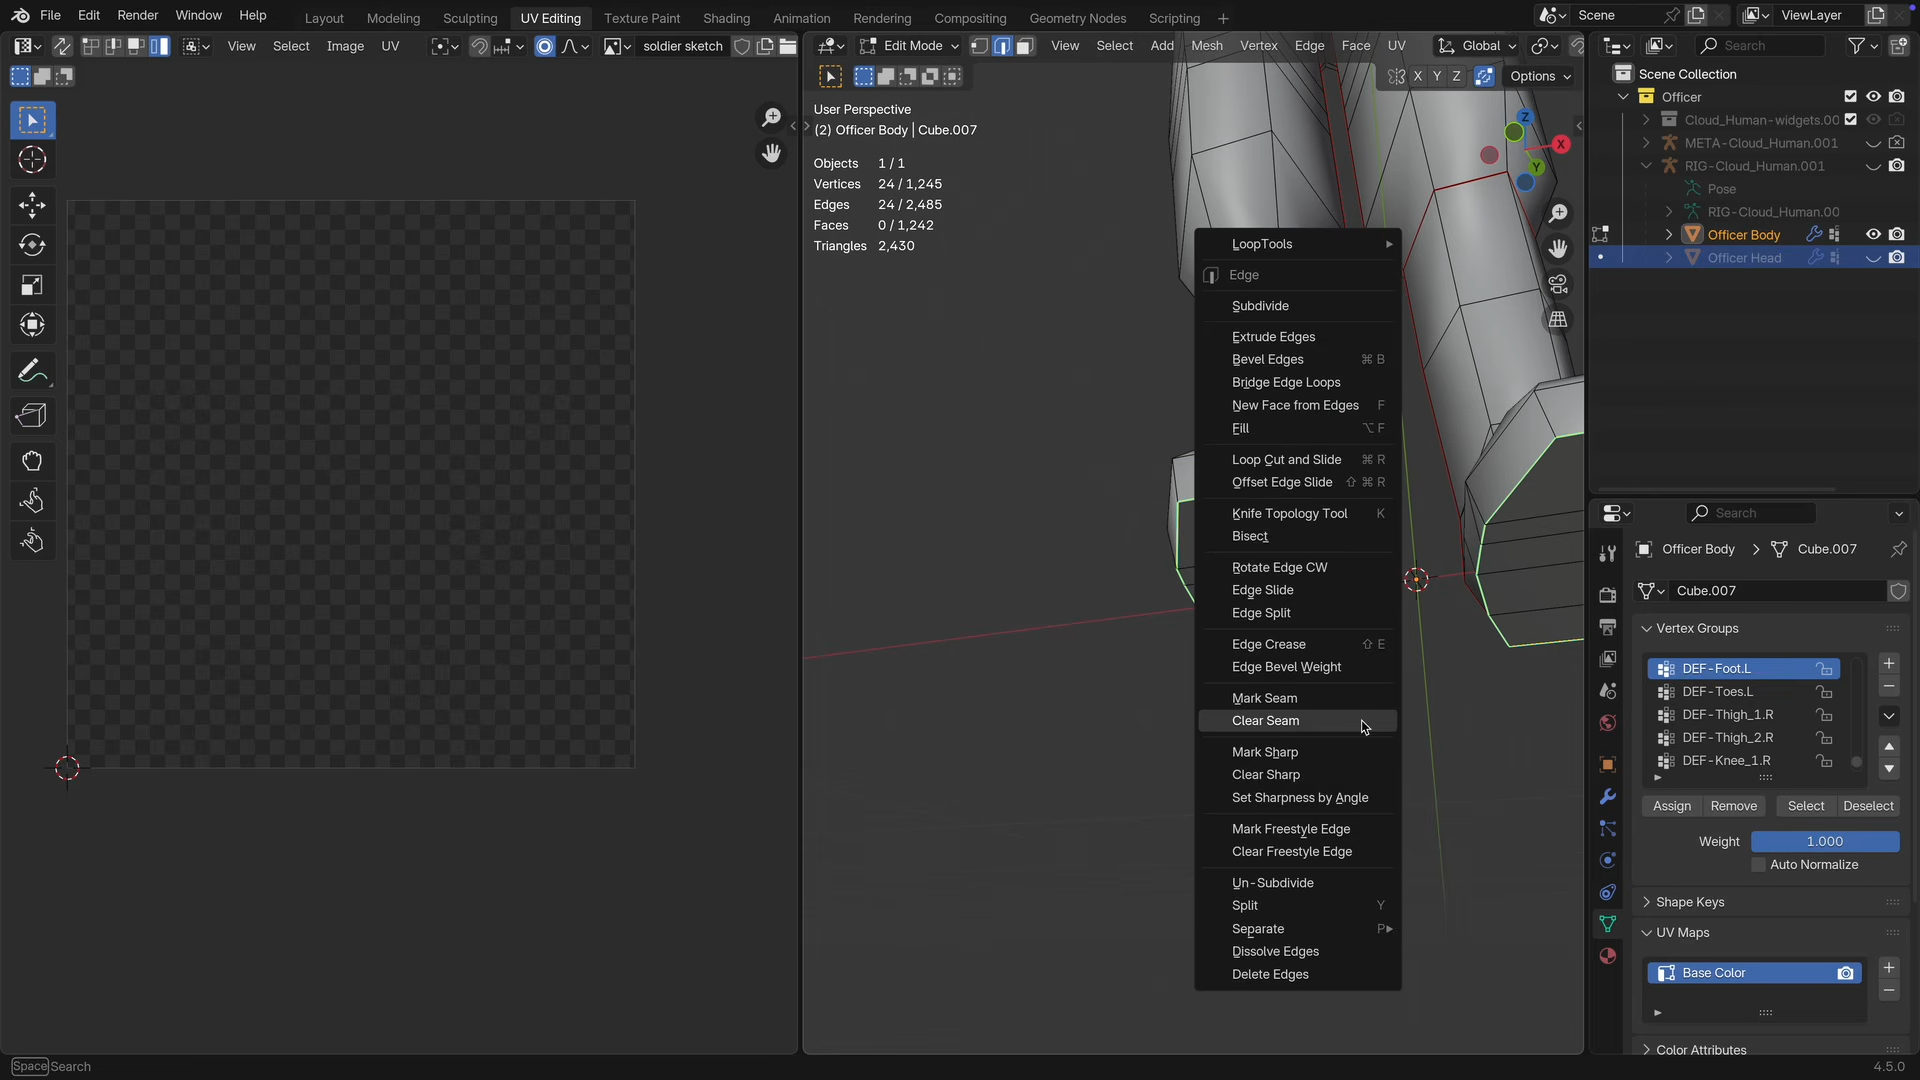 File Edit Render Window Help Layout Modeling Sculpting UV Editing Texture Paint Shading Animation Rendering Compositing Geometry Nodes Scripting + Scene ViewLayer
View Select Image UV soldier sketch
Edit Mode View Select Add Mesh Vertex Edge Face UV Global
Search
X Y Z Options
User Perspective
(2) Officer Body | Cube.007
Objects 1 / 1
Vertices 24 / 1,245
Edges 24 / 2,485
Faces 0 / 1,242
Triangles 2,430
Z
X
Y
LoopTools
Edge
Subdivide
Extrude Edges
Bevel Edges ⌘ B
Bridge Edge Loops
New Face from Edges F
Fill ⌥ F
Loop Cut and Slide ⌘ R
Offset Edge Slide ⇧ ⌘ R
Knife Topology Tool K
Bisect
Rotate Edge CW
Edge Slide
Edge Split
Edge Crease ⇧ E
Edge Bevel Weight
Mark Seam
Clear Seam
Mark Sharp
Clear Sharp
Set Sharpness by Angle
Mark Freestyle Edge
Clear Freestyle Edge
Un-Subdivide
Split Y
Separate P
Dissolve Edges
Delete Edges
Scene Collection
Officer
Cloud_Human-widgets.00
META-Cloud_Human.001
RIG-Cloud_Human.001
Pose
RIG-Cloud_Human.00
Officer Body
Officer Head
Search
Officer Body > Cube.007
Cube.007
Vertex Groups
DEF-Foot.L
DEF-Toes.L
DEF-Thigh_1.R
DEF-Thigh_2.R
DEF-Knee_1.R
Assign Remove Select Deselect
Weight 1.000
Auto Normalize
Shape Keys
UV Maps
Base Color
Color Attributes
Space Search
4.5.0